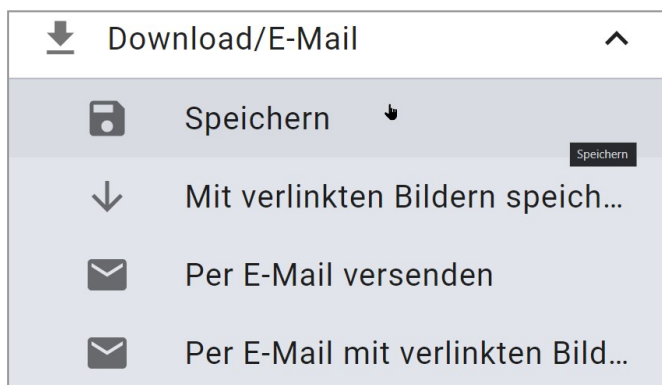 Download/E-Mail
Speichern
Speichern
Mit verlinkten Bildern speich...
Per E-Mail versenden
Per E-Mail mit verlinkten Bild...